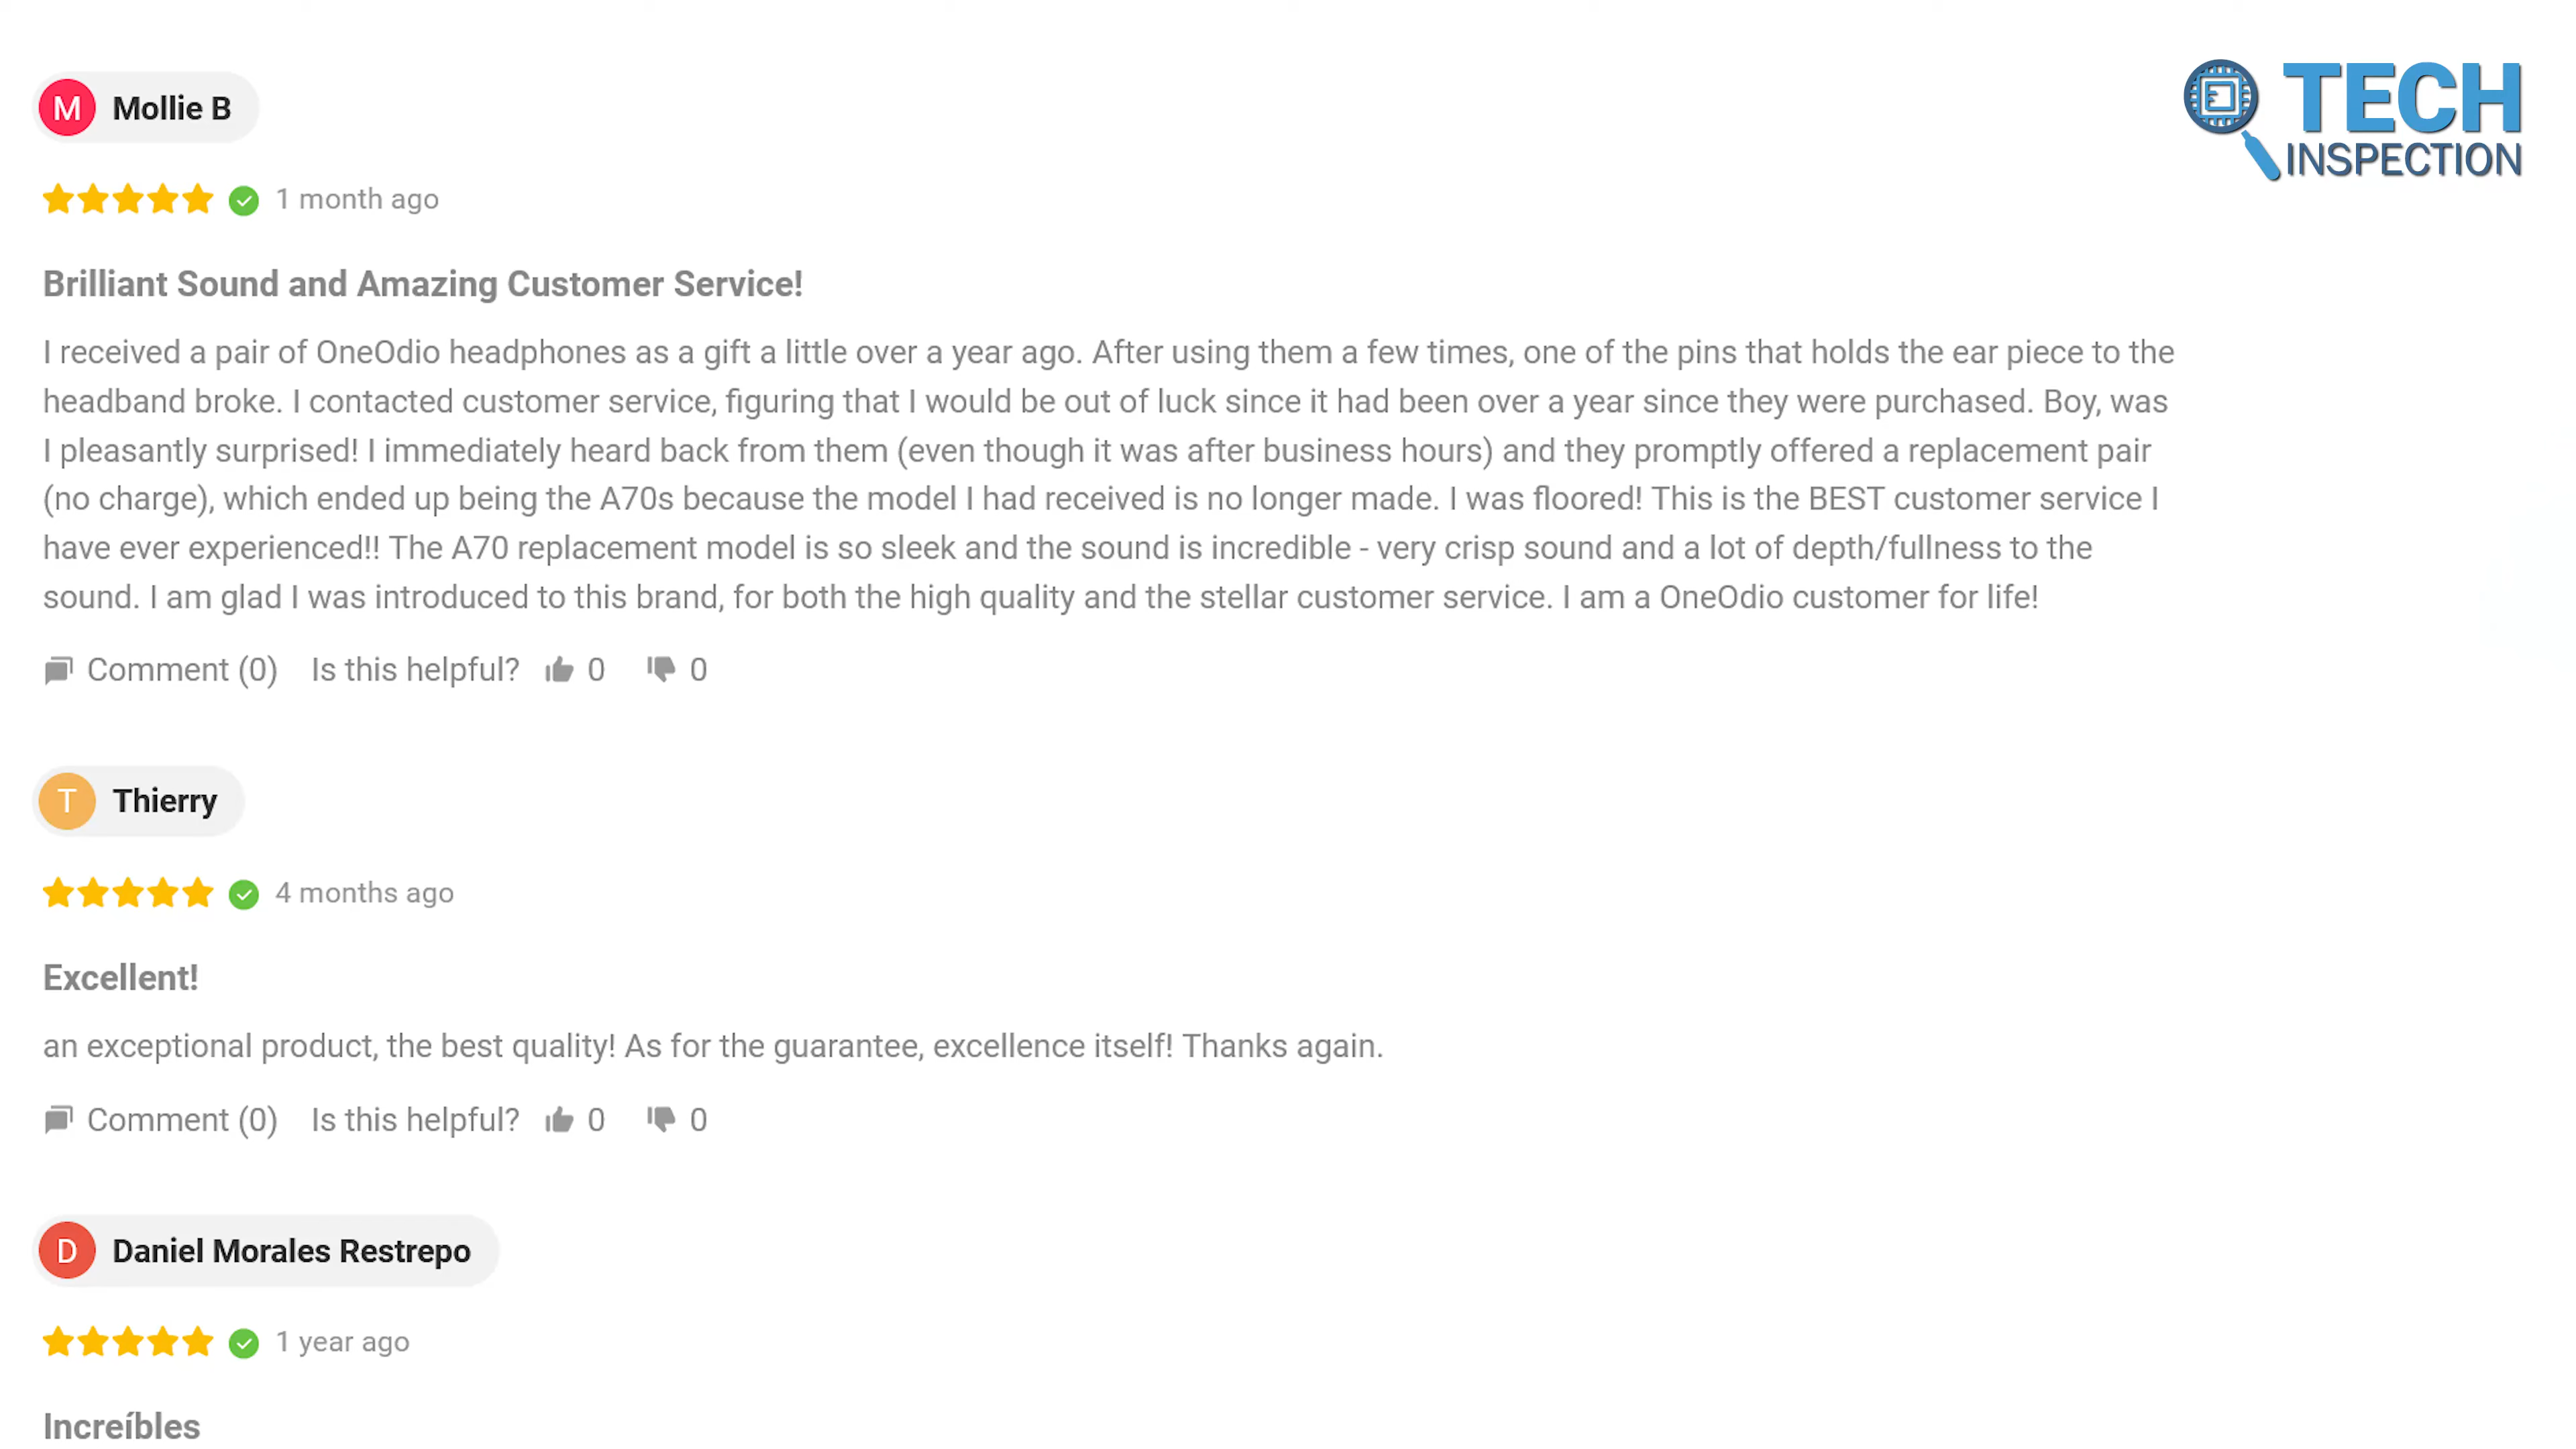 M Mollie B
TECH
INSPECTION
1 month ago
Brilliant Sound and Amazing Customer Service!
I received a pair of OneOdio headphones as a gift a little over a year ago. After using them a few times, one of the pins that holds the ear piece to the
headband broke. I contacted customer service, figuring that I would be out of luck since it had been over a year since they were purchased. Boy, was
I pleasantly surprised! I immediately heard back from them (even though it was after business hours) and they promptly offered a replacement pair
(no charge), which ended up being the A70s because the model I had received is no longer made. I was floored! This is the BEST customer service I
have ever experienced!! The A70 replacement model is so sleek and the sound is incredible - very crisp sound and a lot of depth/fullness to the
sound. I am glad I was introduced to this brand, for both the high quality and the stellar customer service. I am a OneOdio customer for life!
Comment (0) Is this helpful? 0 0
T Thierry
4 months ago
Excellent!
an exceptional product, the best quality! As for the guarantee, excellence itself! Thanks again.
Comment (0) Is this helpful? 0 0
D Daniel Morales Restrepo
1 year ago
Increíbles